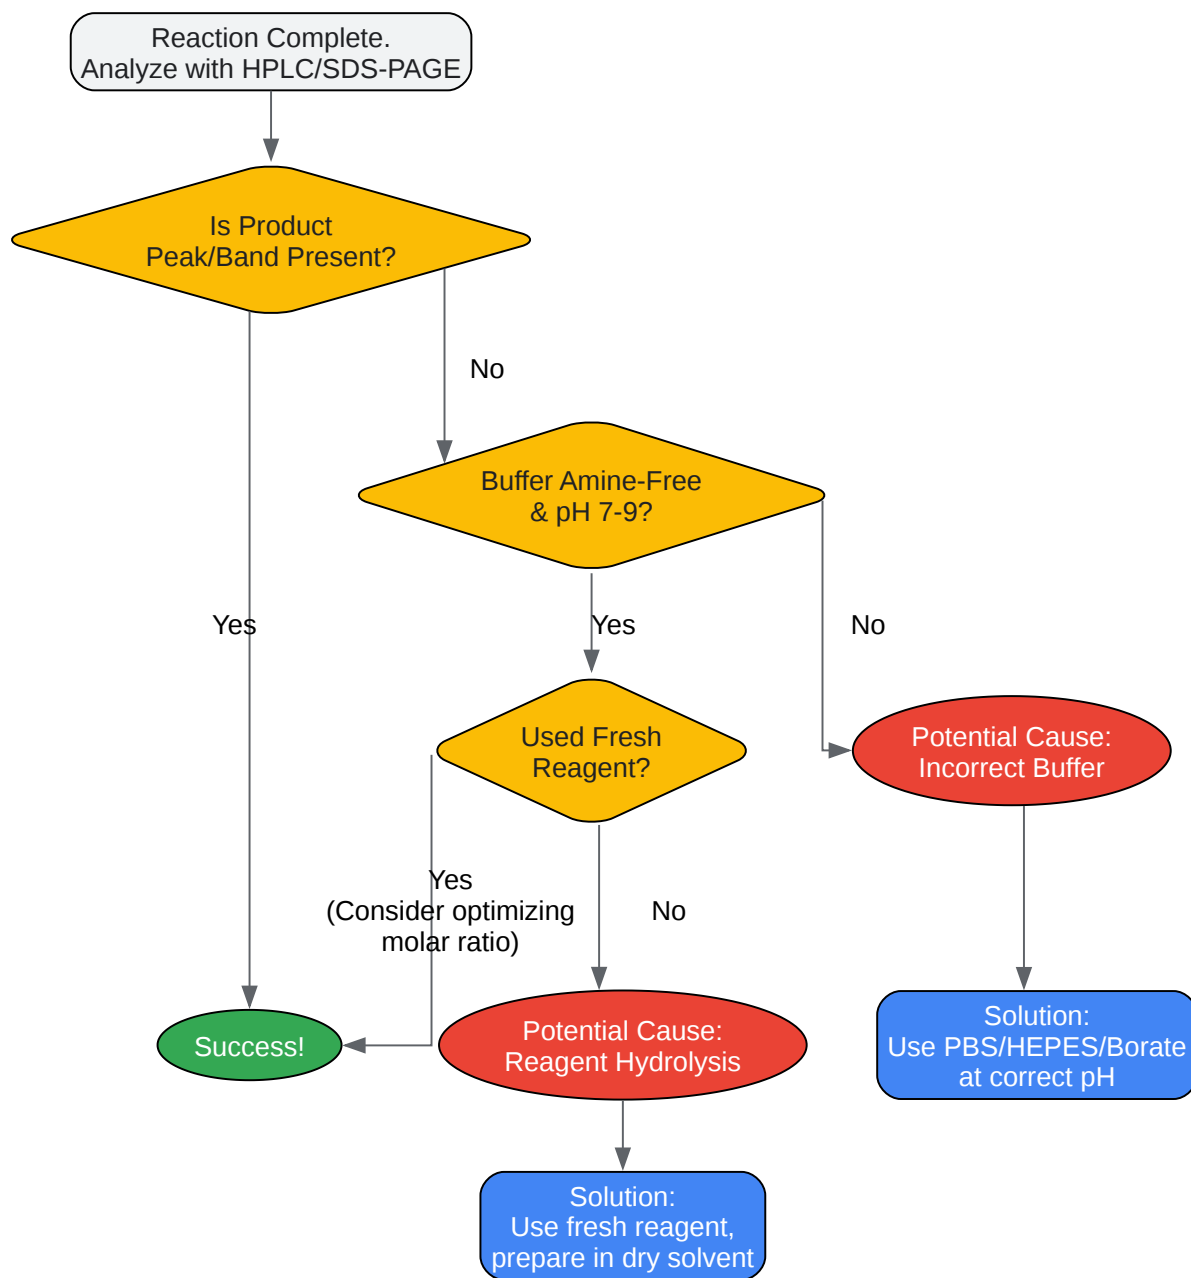 Reaction Complete.
Analyze with HPLC/SDS-PAGE
Is Product
Peak/Band Present?
No
Buffer Amine-Free
& pH 7-9?
Yes
Yes
No
Used Fresh
Reagent?
Potential Cause:
Incorrect Buffer
Yes
(Consider optimizing
molar ratio)
No
Success!
Potential Cause:
Reagent Hydrolysis
Solution:
Use PBS/HEPES/Borate
at correct pH
Solution:
Use fresh reagent,
prepare in dry solvent